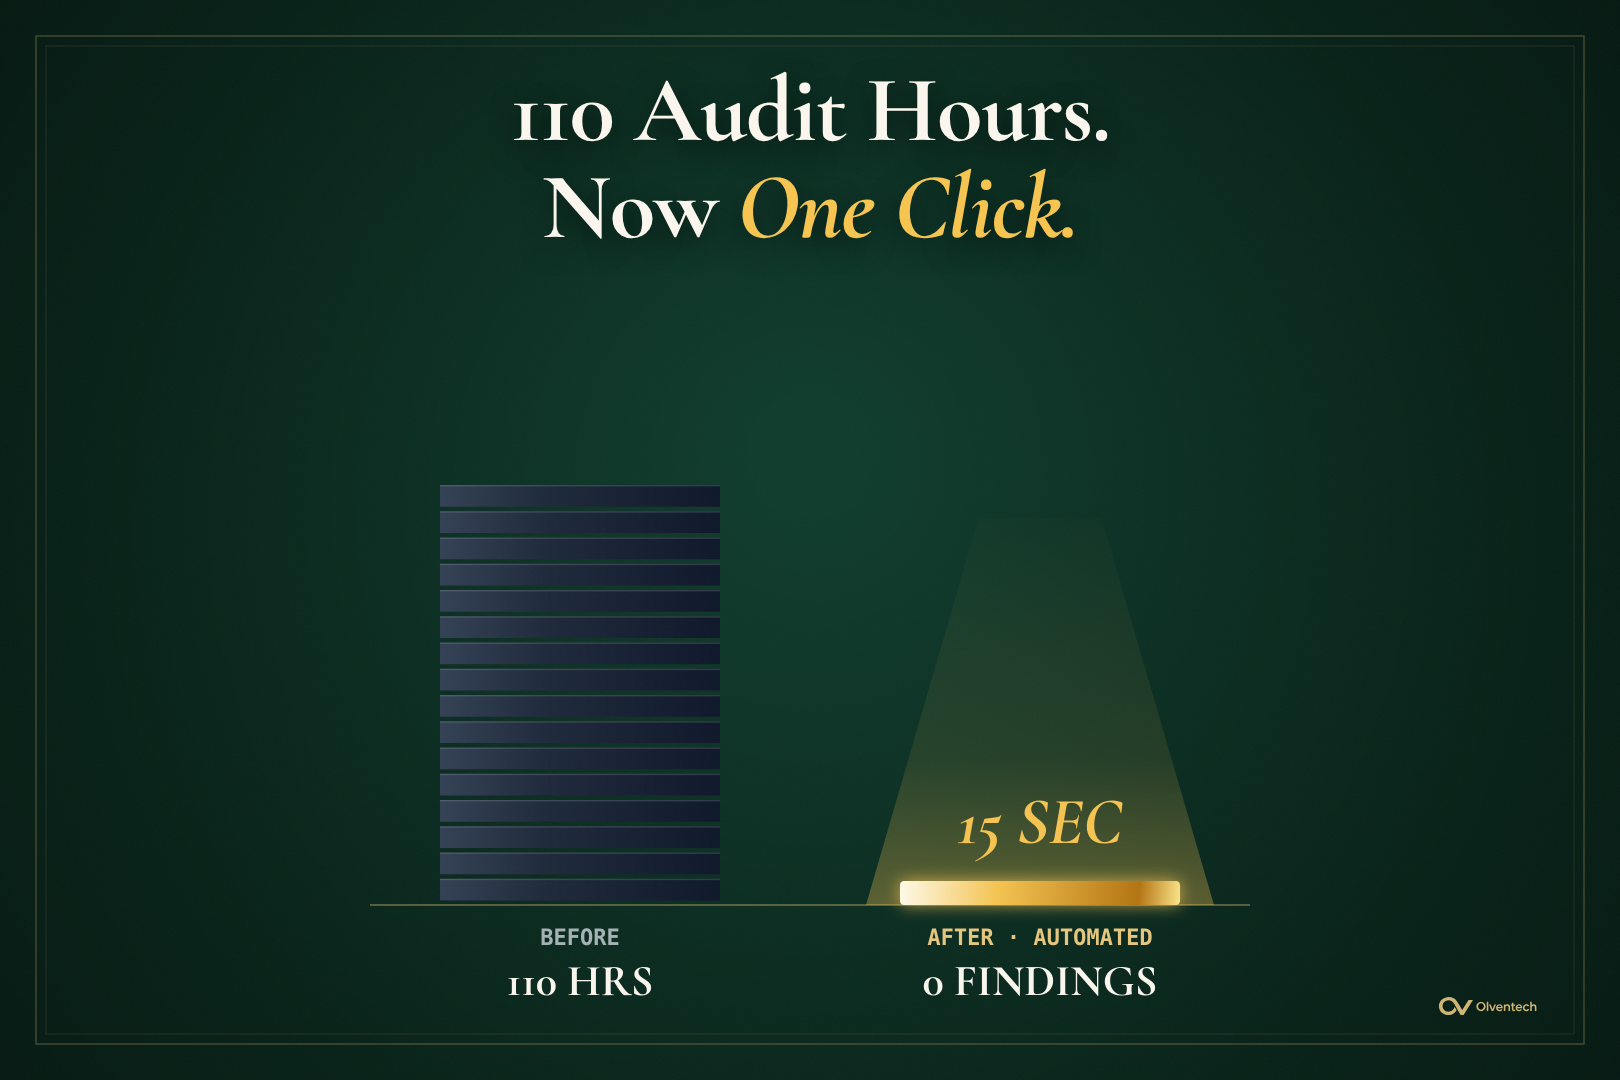 110 Audit Hours.
Now One Click.
15 SEC
BEFORE
110 HRS
AFTER · AUTOMATED
0 FINDINGS
Olventech